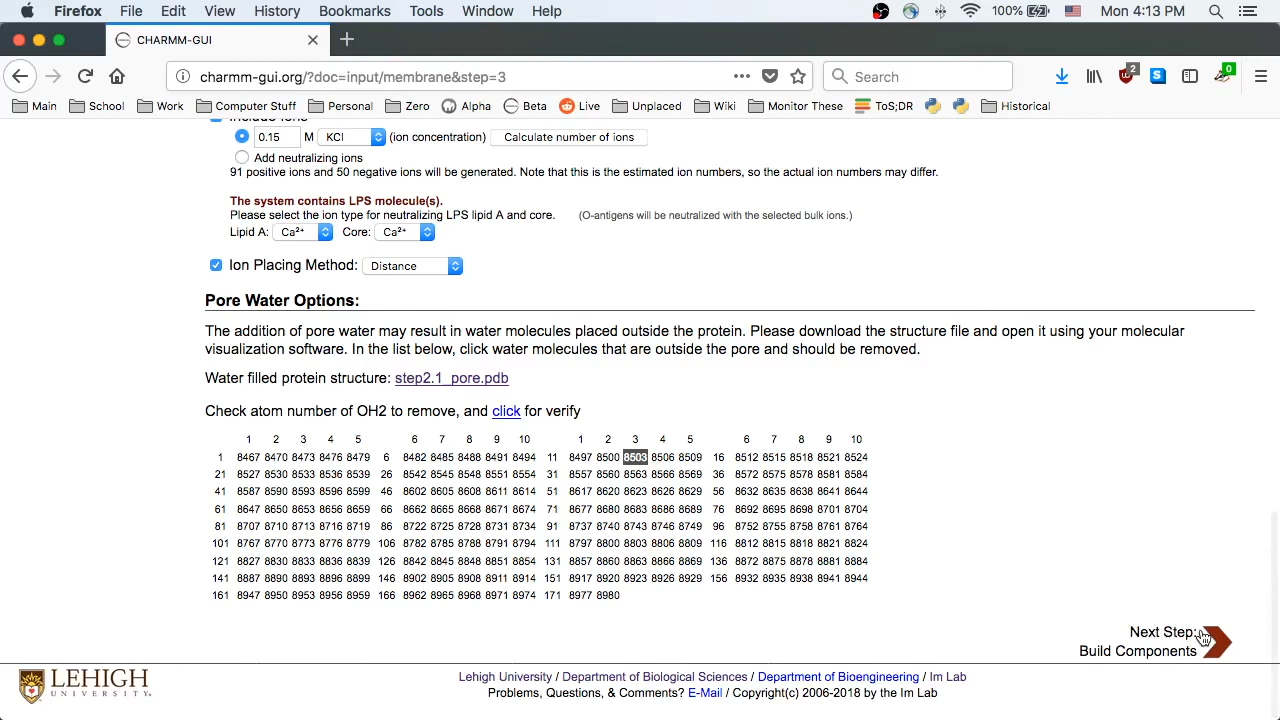 Firefox File Edit View History Bookmarks Tools Window Help 100% Mon 4:13 PM
CHARMM-GUI
charmm-gui.org/?doc=input/membrane&step=3 Search 2 S 0
Main School Work Computer Stuff Personal Zero Alpha Beta Live Unplaced Wiki Monitor These ToS;DR Historical
Include Ions
0.15 M KCl (ion concentration) Calculate number of ions
Add neutralizing ions
91 positive ions and 50 negative ions will be generated. Note that this is the estimated ion numbers, so the actual ion numbers may differ.
The system contains LPS molecule(s).
Please select the ion type for neutralizing LPS lipid A and core. (O-antigens will be neutralized with the selected bulk ions.)
Lipid A: Ca²⁺ Core: Ca²⁺
Ion Placing Method: Distance
Pore Water Options:
The addition of pore water may result in water molecules placed outside the protein. Please download the structure file and open it using your molecular
visualization software. In the list below, click water molecules that are outside the pore and should be removed.
Water filled protein structure: step2.1_pore.pdb
Check atom number of OH2 to remove, and click for verify
1 2 3 4 5 6 7 8 9 10 1 2 3 4 5 6 7 8 9 10
1 8467 8470 8473 8476 8479 6 8482 8485 8488 8491 8494 11 8497 8500 8503 8506 8509 16 8512 8515 8518 8521 8524
21 8527 8530 8533 8536 8539 26 8542 8545 8548 8551 8554 31 8557 8560 8563 8566 8569 36 8572 8575 8578 8581 8584
41 8587 8590 8593 8596 8599 46 8602 8605 8608 8611 8614 51 8617 8620 8623 8626 8629 56 8632 8635 8638 8641 8644
61 8647 8650 8653 8656 8659 66 8662 8665 8668 8671 8674 71 8677 8680 8683 8686 8689 76 8692 8695 8698 8701 8704
81 8707 8710 8713 8716 8719 86 8722 8725 8728 8731 8734 91 8737 8740 8743 8746 8749 96 8752 8755 8758 8761 8764
101 8767 8770 8773 8776 8779 106 8782 8785 8788 8791 8794 111 8797 8800 8803 8806 8809 116 8812 8815 8818 8821 8824
121 8827 8830 8833 8836 8839 126 8842 8845 8848 8851 8854 131 8857 8860 8863 8866 8869 136 8872 8875 8878 8881 8884
141 8887 8890 8893 8896 8899 146 8902 8905 8908 8911 8914 151 8917 8920 8923 8926 8929 156 8932 8935 8938 8941 8944
161 8947 8950 8953 8956 8959 166 8962 8965 8968 8971 8974 171 8977 8980
Next Step:
Build Components
LEHIGH
UNIVERSITY
Lehigh University / Department of Biological Sciences / Department of Bioengineering / Im Lab
Problems, Questions, & Comments? E-Mail / Copyright(c) 2006-2018 by the Im Lab